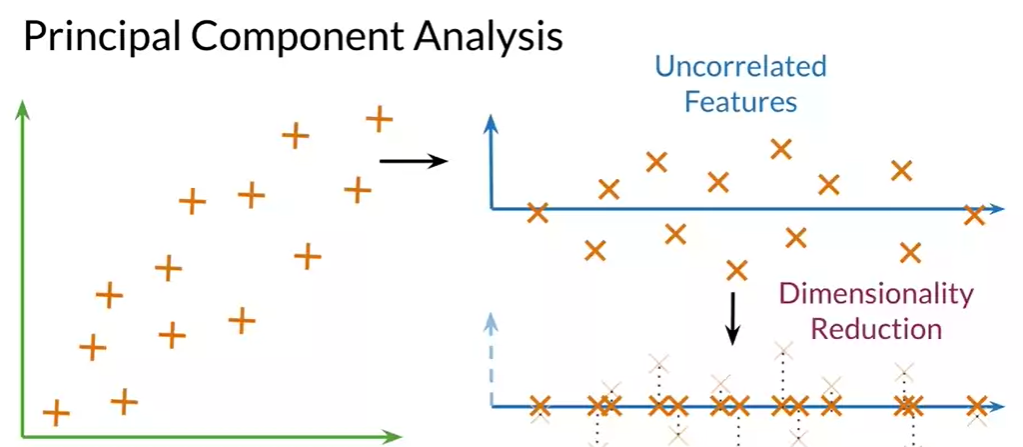 Principal Component Analysis
Uncorrelated
Features
Dimensionality
Reduction